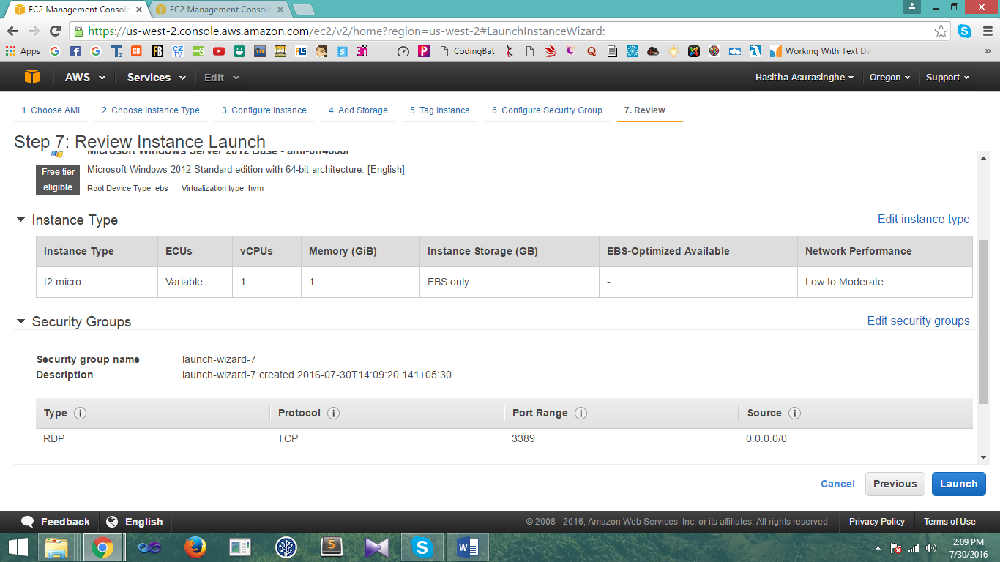 EC2 Management Console
EC2 Management Console
https://us-west-2.console.aws.amazon.com/ec2/v2/home?region=us-west-2#LaunchInstanceWizard:
Apps
CodingBat
Working With Text Da
»
AWS
Services
Edit
Hasitha Asurasinghe
Oregon
Support
1. Choose AMI
2. Choose Instance Type
3. Configure Instance
4. Add Storage
5. Tag Instance
6. Configure Security Group
7. Review
Step 7: Review Instance Launch
Microsoft Windows Server 2012 Base -
Free tier
eligible
Microsoft Windows 2012 Standard edition with 64-bit architecture. [English]
Root Device Type: ebs Virtualization type: hvm
Instance Type
Edit instance type
Instance Type ECUs vCPUs Memory (GiB) Instance Storage (GB) EBS-Optimized Available Network Performance
t2.micro Variable 1 1 EBS only - Low to Moderate
Security Groups
Edit security groups
Security group name launch-wizard-7
Description launch-wizard-7 created 2016-07-30T14:09:20.141+05:30
Type Protocol Port Range Source
RDP TCP 3389 0.0.0.0/0
Cancel
Previous
Launch
Feedback
English
© 2008 - 2016, Amazon Web Services, Inc. or its affiliates. All rights reserved.
Privacy Policy
Terms of Use
2:09 PM
7/30/2016